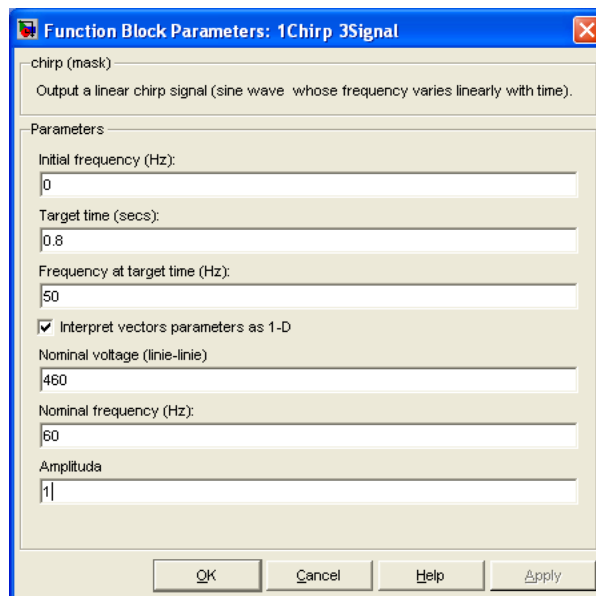 Function Block Parameters: 1Chirp 3Signal
chirp (mask)
Output a linear chirp signal (sine wave whose frequency varies linearly with time).
Parameters
Initial frequency (Hz):
0
Target time (secs):
0.8
Frequency at target time (Hz):
50
Interpret vectors parameters as 1-D
Nominal voltage (linie-linie)
460
Nominal frequency (Hz):
60
Amplituda
1
OK Cancel Help Apply